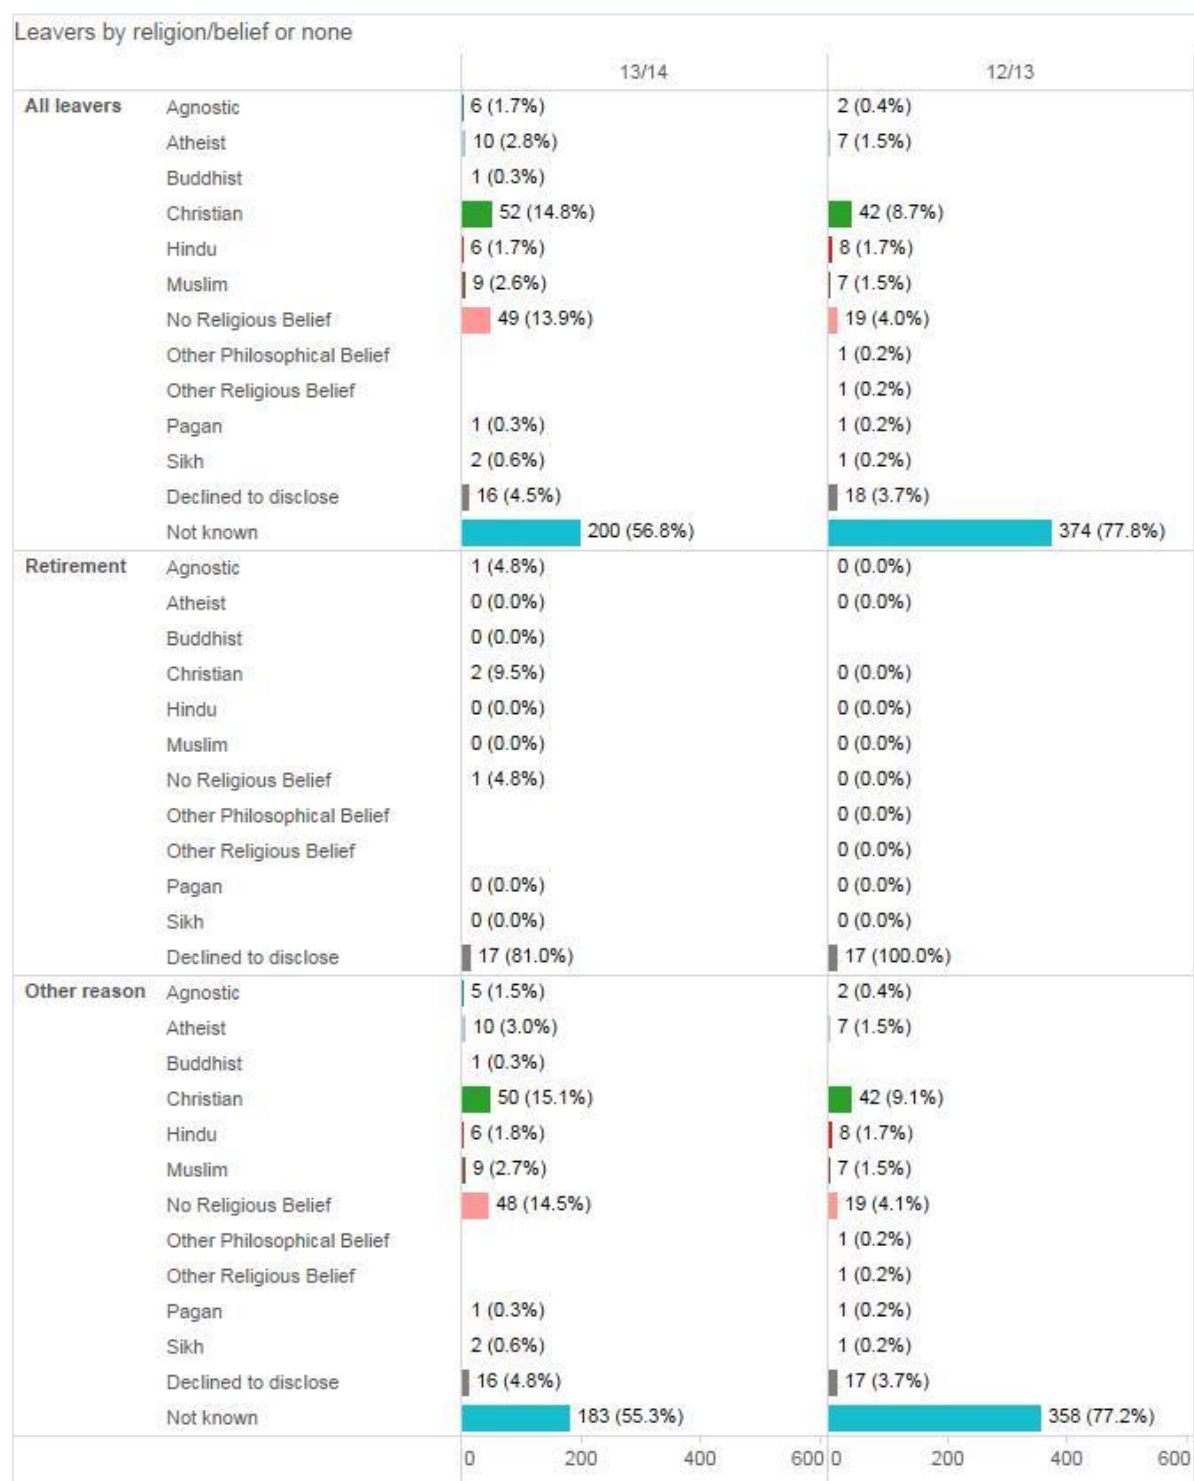 Leavers by religion/belief or none
13/14 12/13
All leavers Agnostic 6 (1.7%) 2 (0.4%)
Atheist 10 (2.8%) 7 (1.5%)
Buddhist 1 (0.3%)
Christian 52 (14.8%) 42 (8.7%)
Hindu 6 (1.7%) 8 (1.7%)
Muslim 9 (2.6%) 7 (1.5%)
No Religious Belief 49 (13.9%) 19 (4.0%)
Other Philosophical Belief 1 (0.2%)
Other Religious Belief 1 (0.2%)
Pagan 1 (0.3%) 1 (0.2%)
Sikh 2 (0.6%) 1 (0.2%)
Declined to disclose 16 (4.5%) 18 (3.7%)
Not known 200 (56.8%) 374 (77.8%)
Retirement Agnostic 1 (4.8%) 0 (0.0%)
Atheist 0 (0.0%) 0 (0.0%)
Buddhist 0 (0.0%)
Christian 2 (9.5%) 0 (0.0%)
Hindu 0 (0.0%) 0 (0.0%)
Muslim 0 (0.0%) 0 (0.0%)
No Religious Belief 1 (4.8%) 0 (0.0%)
Other Philosophical Belief 0 (0.0%)
Other Religious Belief 0 (0.0%)
Pagan 0 (0.0%) 0 (0.0%)
Sikh 0 (0.0%) 0 (0.0%)
Declined to disclose 17 (81.0%) 17 (100.0%)
Other reason Agnostic 5 (1.5%) 2 (0.4%)
Atheist 10 (3.0%) 7 (1.5%)
Buddhist 1 (0.3%)
Christian 50 (15.1%) 42 (9.1%)
Hindu 6 (1.8%) 8 (1.7%)
Muslim 9 (2.7%) 7 (1.5%)
No Religious Belief 48 (14.5%) 19 (4.1%)
Other Philosophical Belief 1 (0.2%)
Other Religious Belief 1 (0.2%)
Pagan 1 (0.3%) 1 (0.2%)
Sikh 2 (0.6%) 1 (0.2%)
Declined to disclose 16 (4.8%) 17 (3.7%)
Not known 183 (55.3%) 358 (77.2%)
0 200 400 600 0 200 400 600